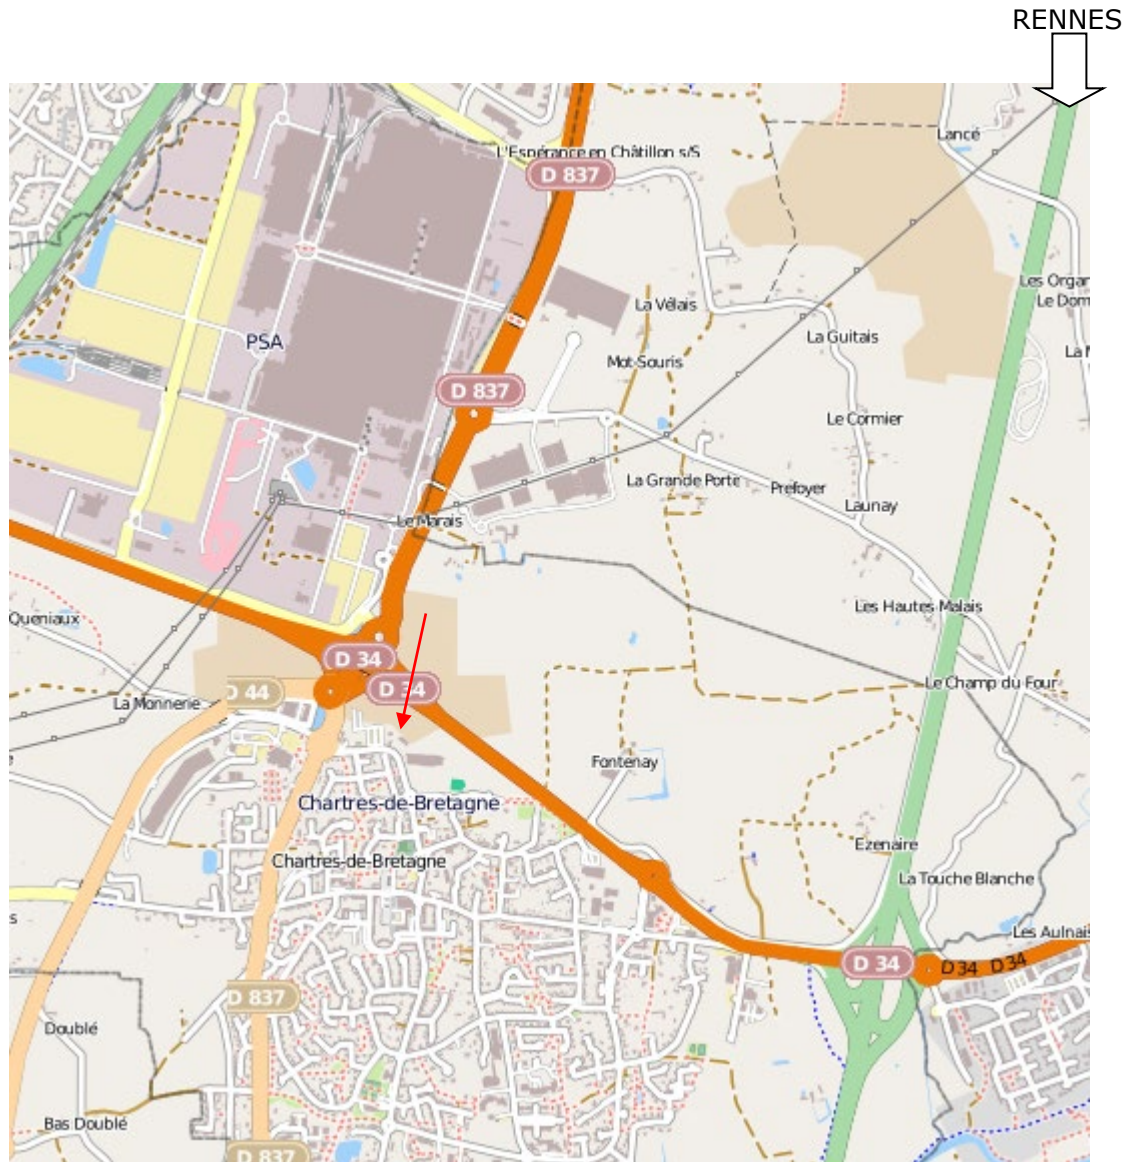 RENNES
Lancé
L'Espérance en Châtillon s/S
D 837
Les Organ
Le Dom
La Vélais
La Guitais
PSA
La M
Mot-Souris
D 837
Le Cormier
La Grande Porte
Prefoyer
Launay
Le Marais
Les Hautes Malais
Queniaux
D 34
Le Champ du Four
D 34
D 44
La Monnerie
Fontenay
Chartres-de-Bretagne
Ezenaire
Chartres-de-Bretagne
La Touche Blanche
s
Les Aulnais
D 34
D 34 D 34
D 837
Doublé
Bas Doublé
D 837